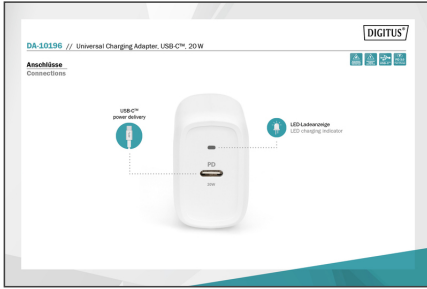 DIGITUS®
DA-10196 // Universal Charging Adapter, USB-C™, 20 W
Anschlüsse
Connections
USB-C™
power delivery
LED-Ladeanzeige
LED charging indicator
PD
20W